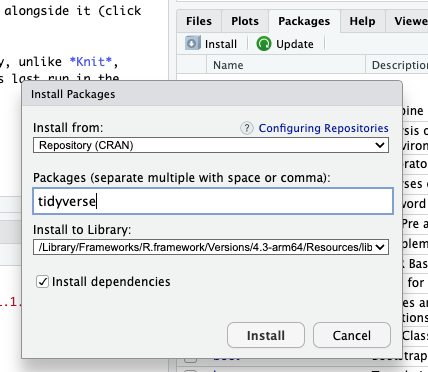 alongside it (click
Files Plots Packages Help Viewe
Install Update
y, unlike *Knit*,
Name Description
s last run in the
Install Packages
Install from:
? Configuring Repositories
Repository (CRAN)
Packages (separate multiple with space or comma):
tidyverse
Install to Library:
/Library/Frameworks/R.framework/Versions/4.3-arm64/Resources/lib
Install dependencies
Install Cancel